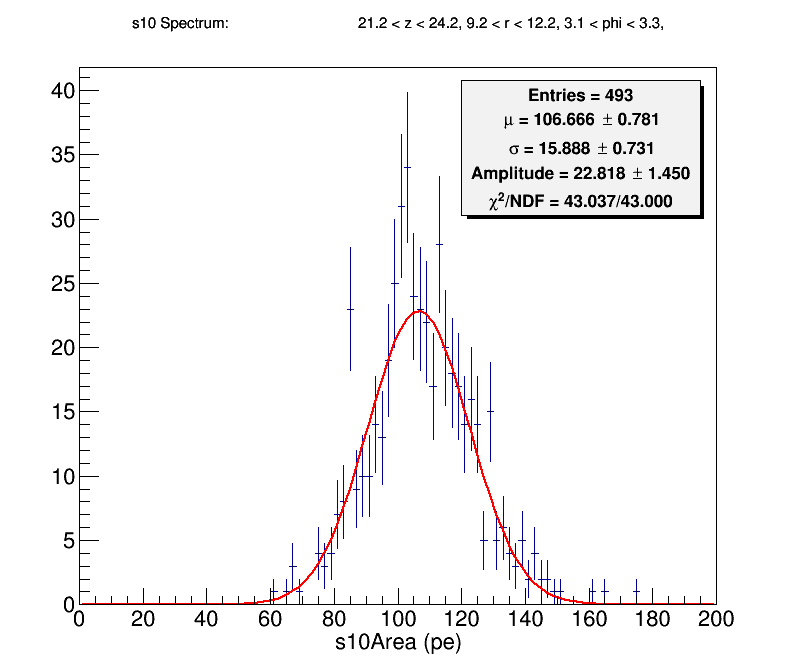 s10 Spectrum: 21.2 < z < 24.2, 9.2 < r < 12.2, 3.1 < phi < 3.3,
Entries = 493
μ = 106.666 ± 0.781
σ = 15.888 ± 0.731
Amplitude = 22.818 ± 1.450
χ²/NDF = 43.037/43.000
40
35
30
25
20
15
10
5
0
0 20 40 60 80 100 120 140 160 180 200
s10Area (pe)